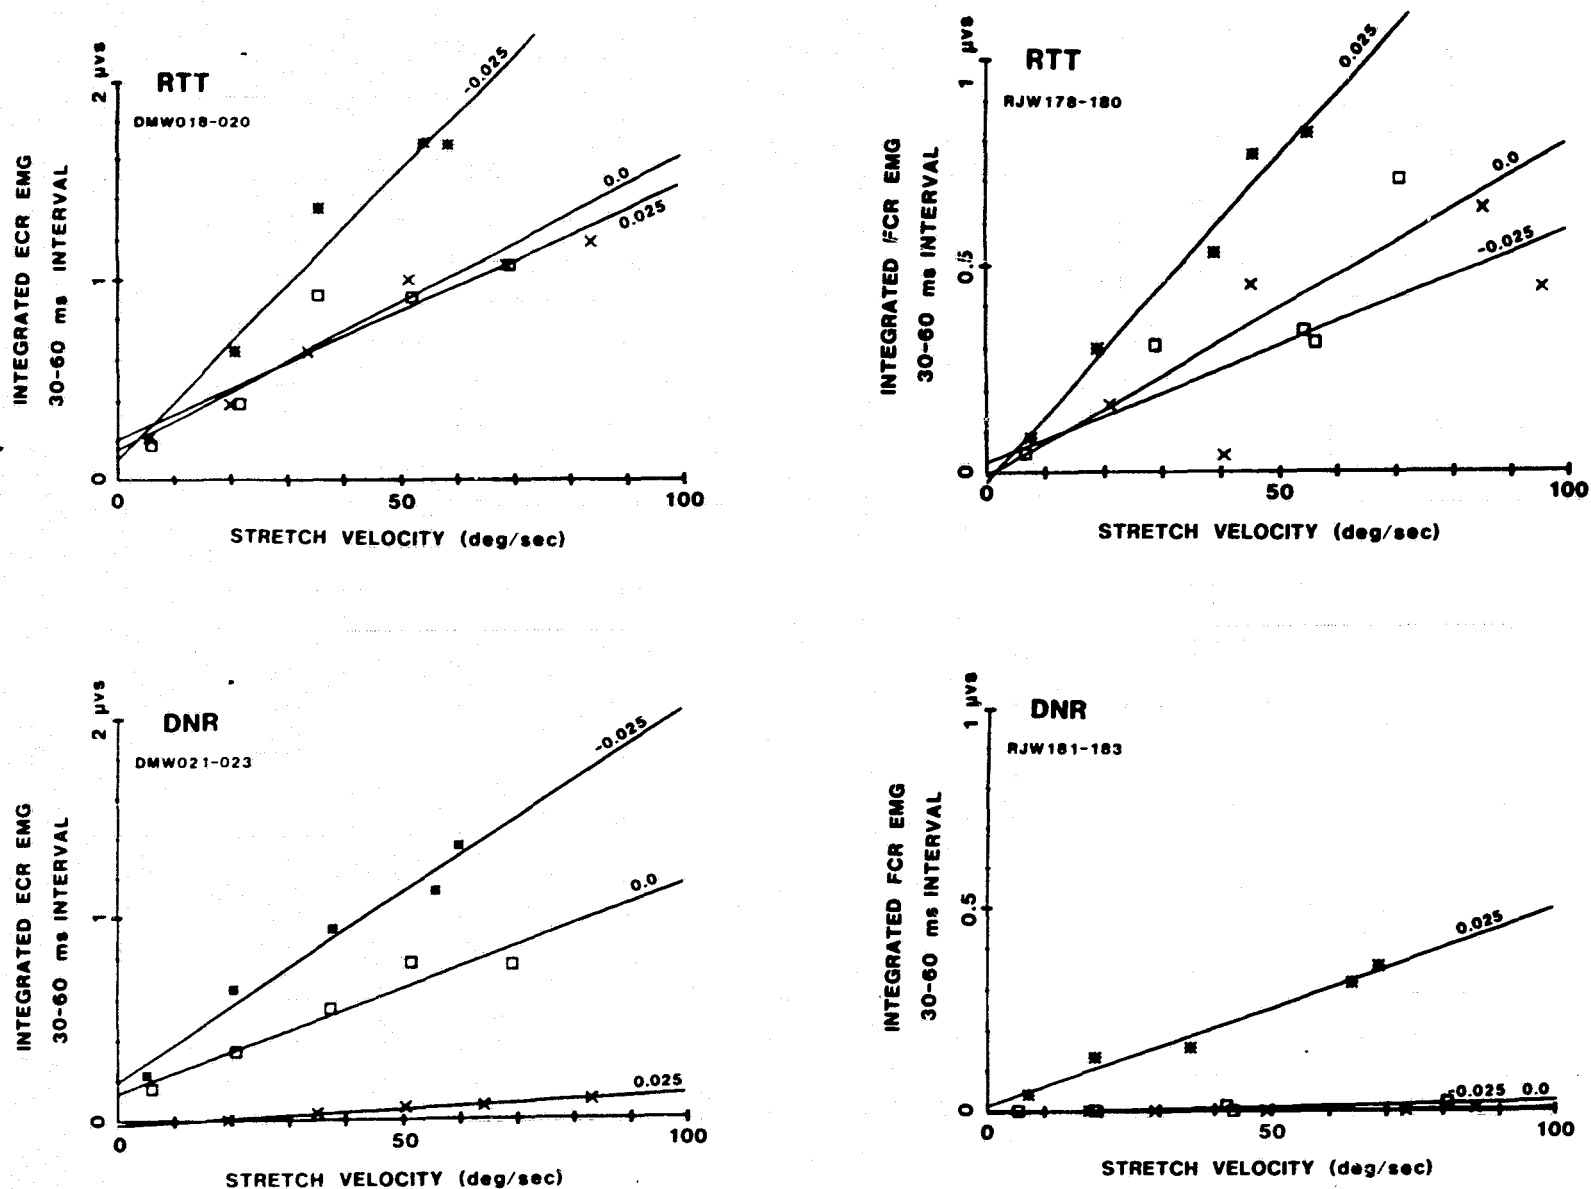 2 μvs
RTT
DMW018-020
-0.025
0.0
0.025
INTEGRATED ECR EMG
30-60 ms INTERVAL
1
0
0
50
100
STRETCH VELOCITY (deg/sec)
1 μvs
RTT
RJW178-180
0.025
0.0
-0.025
INTEGRATED FCR EMG
30-60 ms INTERVAL
0.5
0
0
50
100
STRETCH VELOCITY (deg/sec)
2 μvs
DNR
DMW021-023
-0.025
0.0
0.025
INTEGRATED ECR EMG
30-60 ms INTERVAL
1
0
0
50
100
STRETCH VELOCITY (deg/sec)
1 μvs
DNR
RJW181-183
0.025
-0.025 0.0
INTEGRATED FCR EMG
30-60 ms INTERVAL
0.5
0
0
50
100
STRETCH VELOCITY (deg/sec)